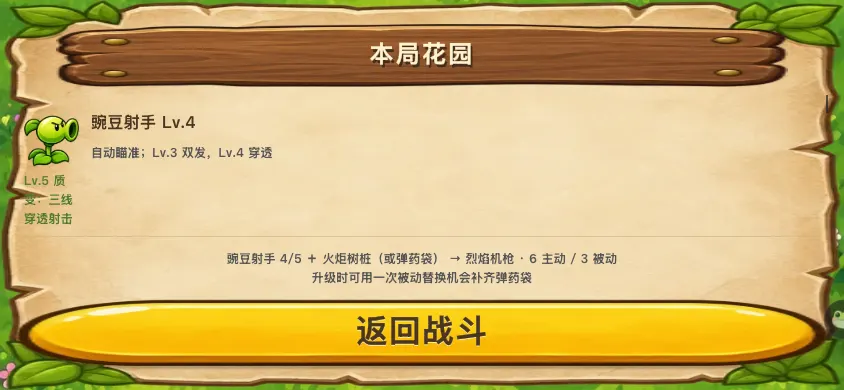 本局花园
豌豆射手 Lv.4
自动瞄准；Lv.3 双发，Lv.4 穿透
Lv.5 质
变：三线
穿透射击
豌豆射手 4/5 + 火炬树桩（或弹药袋） → 烈焰机枪 · 6 主动 / 3 被动
升级时可用一次被动替换机会补齐弹药袋
返回战斗